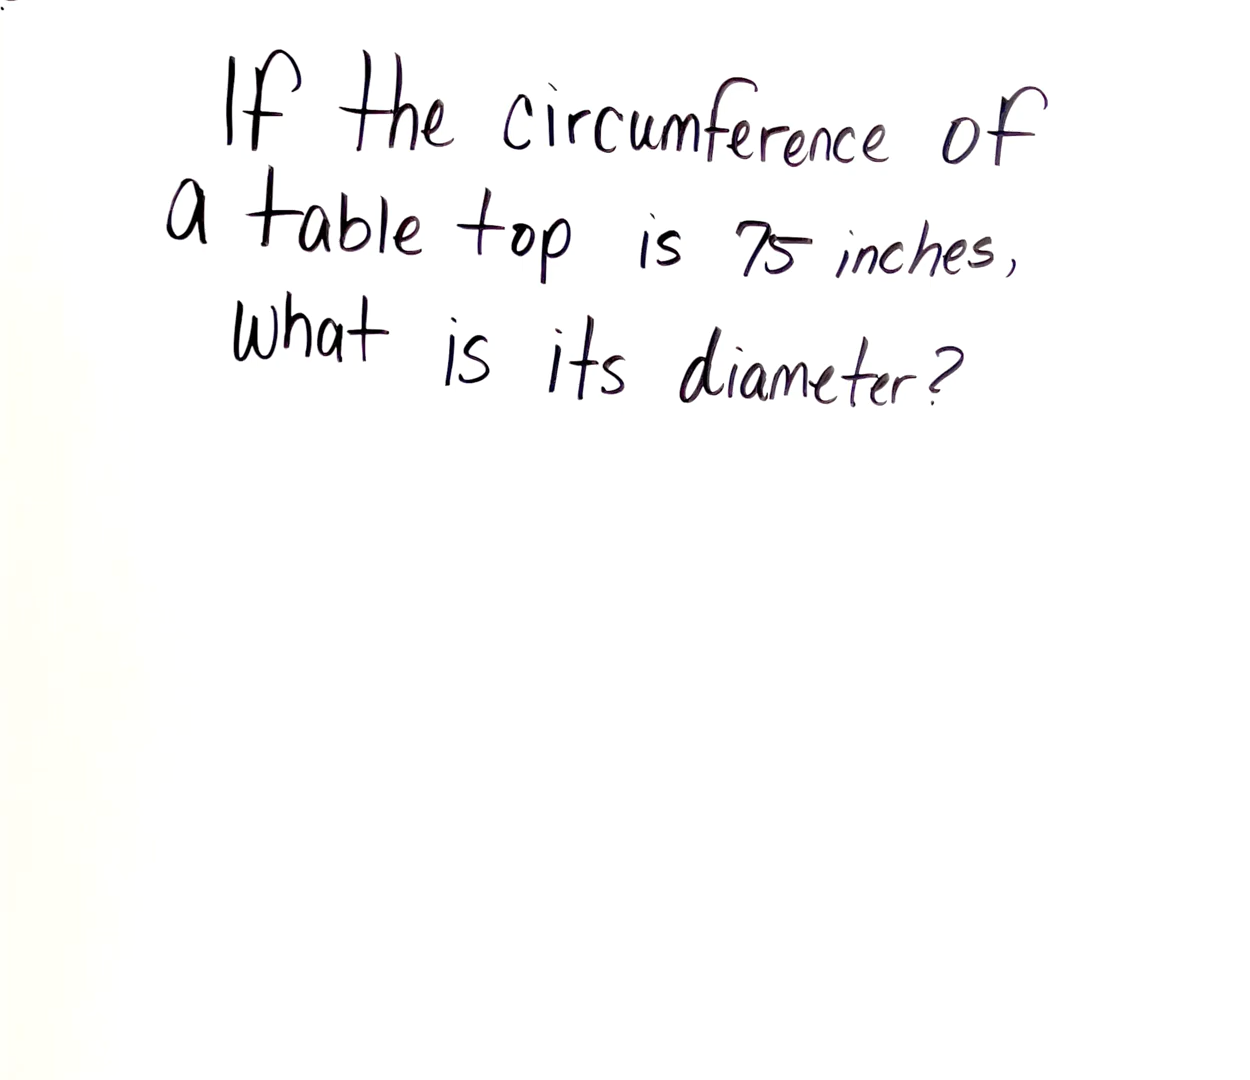 If the circumference of
a table top is 75 inches,
what is its diameter?